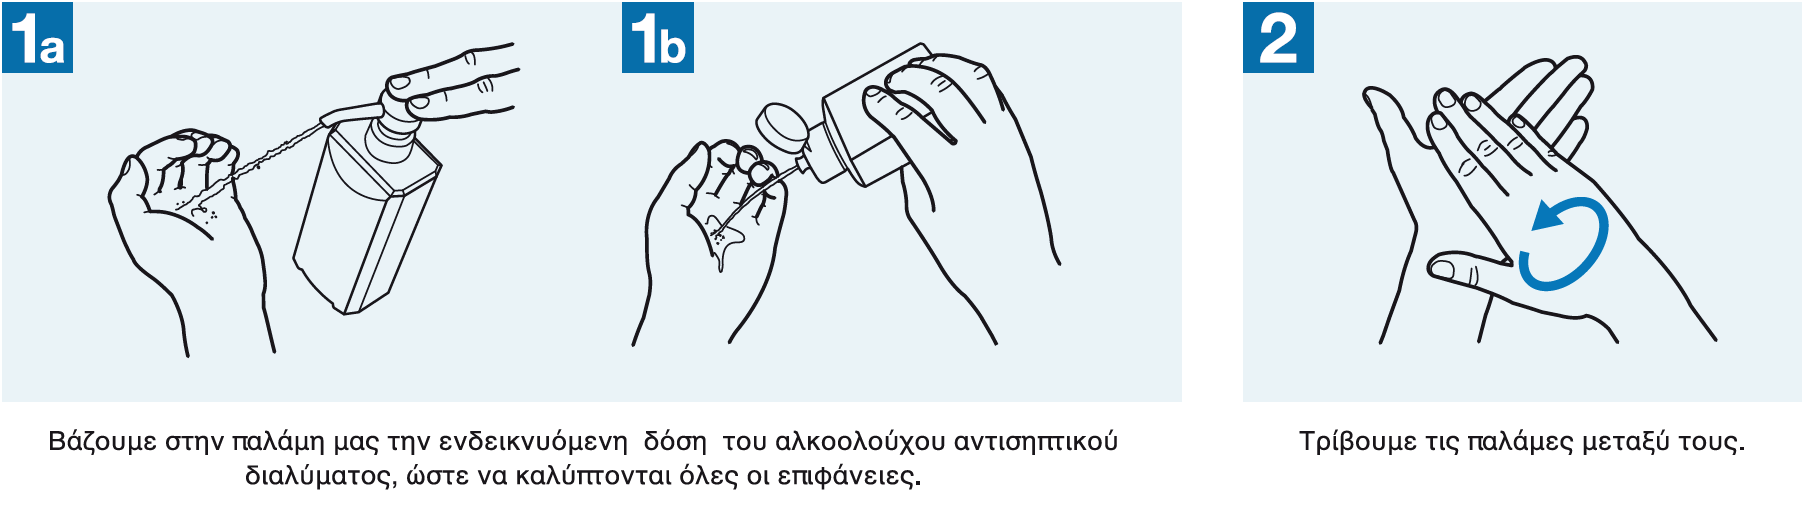 1a
1b
2
Βάζουμε στην παλάμη μας την ενδεικνυόμενη δόση του αλκοολούχου αντισηπτικού
διαλύματος, ώστε να καλύπτονται όλες οι επιφάνειες.
Τρίβουμε τις παλάμες μεταξύ τους.